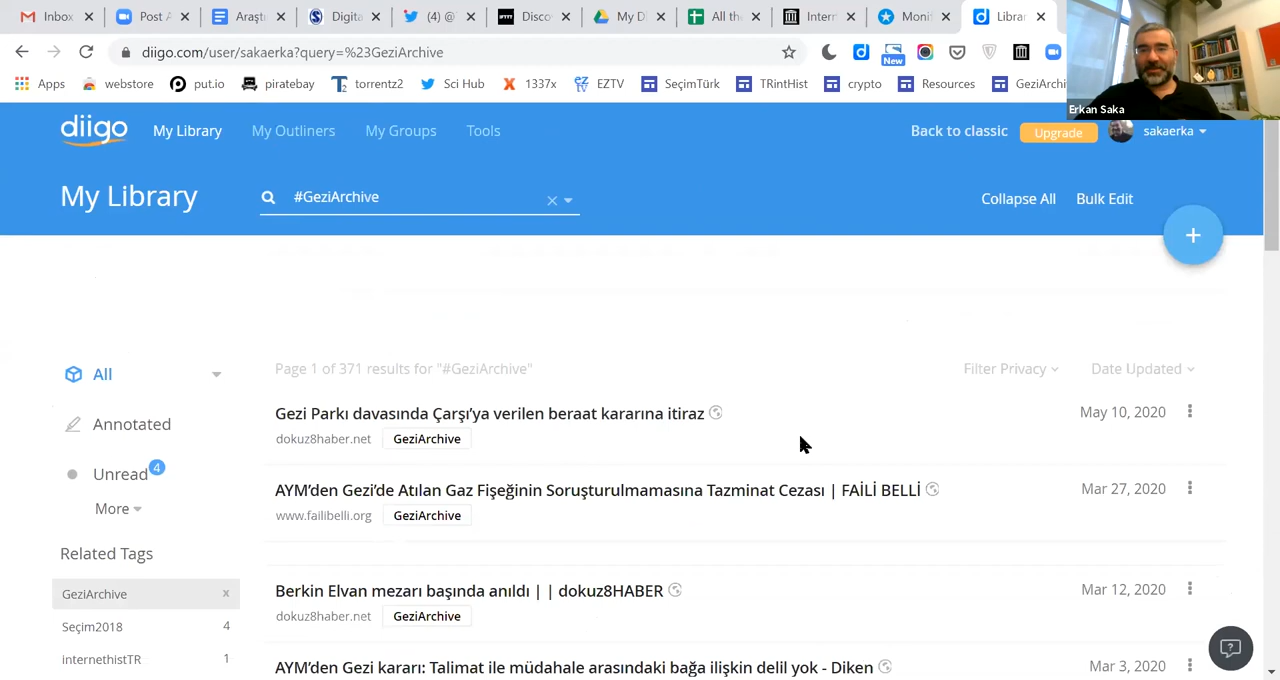 Inbox
Post A
Araştı
Digita
(4) @
IFTTT
Disco
My D
All tha
Intern
Monit
Librar
diigo.com/user/sakaerka?query=%23GeziArchive
New
Apps
webstore
put.io
piratebay
torrentz2
Sci Hub
1337x
EZTV
SeçimTürk
TRintHist
crypto
Resources
GeziArchi
Erkan Saka
diigo
My Library
My Outliners
My Groups
Tools
Back to classic
Upgrade
sakaerka
My Library
#GeziArchive
Collapse All
Bulk Edit
+
All
Page 1 of 371 results for "#GeziArchive"
Filter Privacy
Date Updated
Gezi Parkı davasında Çarşı'ya verilen beraat kararına itiraz
May 10, 2020
dokuz8haber.net
GeziArchive
Annotated
Unread
4
More
AYM'den Gezi'de Atılan Gaz Fişeğinin Soruşturulmamasına Tazminat Cezası | FAİLİ BELLİ
Mar 27, 2020
www.failibelli.org
GeziArchive
Related Tags
GeziArchive
x
Seçim2018
4
internethistTR
1
Berkin Elvan mezarı başında anıldı | | dokuz8HABER
Mar 12, 2020
dokuz8haber.net
GeziArchive
AYM'den Gezi kararı: Talimat ile müdahale arasındaki bağa ilişkin delil yok - Diken
Mar 3, 2020